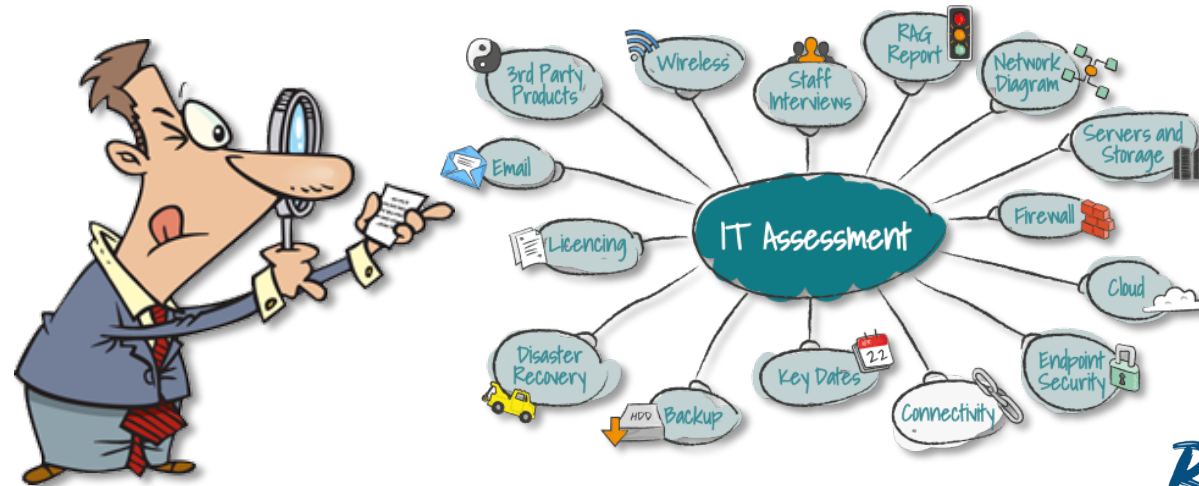 3rd Party
Products
Wireless
Staff
Interviews
RAG
Report
Network
Diagram
Servers and
Storage
Email
Firewall
Licencing
IT Assessment
Cloud
Disaster
Recovery
HDD
Backup
Key Dates
22
Connectivity
Endpoint
Security